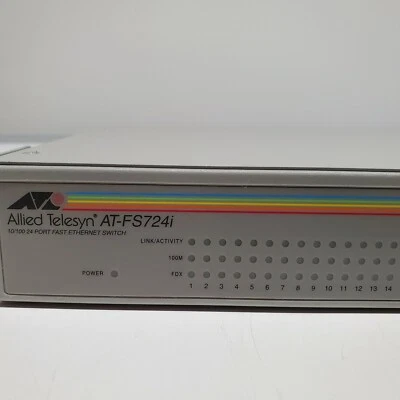 Allied Telesyn® AT-FS724i
10/100 24-PORT FAST ETHERNET SWITCH
LINK/ACTIVITY
100M
POWER FDX
1 2 3 4 5 6 7 8 9 10 11 12 13 14